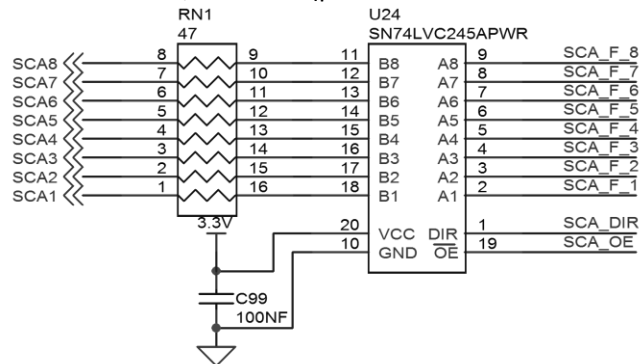 RN1
47
U24
SN74LVC245APWR
SCA8 8 9 11 B8 A8 9 SCA_F_8
SCA7 7 10 12 B7 A7 8 SCA_F_7
SCA6 6 11 13 B6 A6 7 SCA_F_6
SCA5 5 12 14 B5 A5 6 SCA_F_5
SCA4 4 13 15 B4 A4 5 SCA_F_4
SCA3 3 14 16 B3 A3 4 SCA_F_3
SCA2 2 15 17 B2 A2 3 SCA_F_2
SCA1 1 16 18 B1 A1 2 SCA_F_1
3.3V
20 VCC DIR 1 SCA_DIR
10 GND OE 19 SCA_OE
C99
100NF